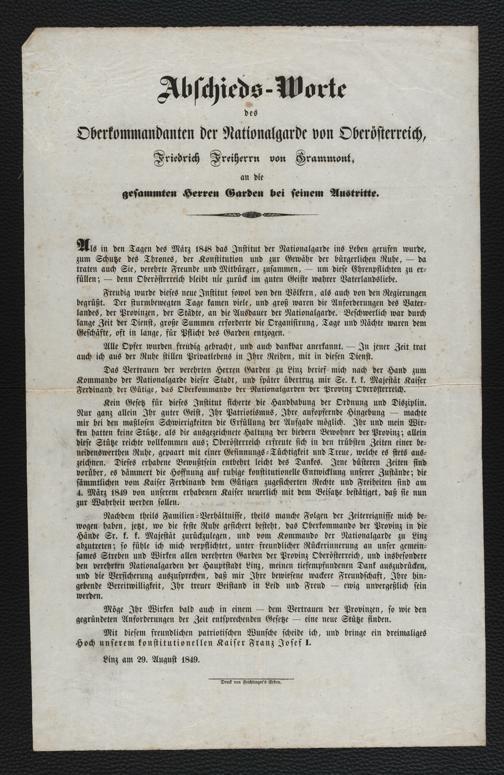 Abschieds-Worte
des
Oberkommandanten der Nationalgarde von Oberösterreich,
Friedrich Freiherrn von Grammont,
an die
gesammten Herren Garden bei seinem Austritte.
Als in den Tagen des März 1848 das Institut der Nationalgarde ins Leben gerufen wurde,
zum Schutze des Thrones, der Konstitution und zur Gewähr der bürgerlichen Ruhe, — da
traten auch Sie, verehrte Freunde und Mitbürger, zusammen, — um diese Ehrenpflichten zu er-
füllen; — denn Oberösterreich bleibt nie zurück im guten Geiste wahrer Vaterlandsliebe.
Freudig wurde dieses neue Institut sowol von den Völkern, als auch von den Regierungen
begrüßt. Der sturmbewegten Tage kamen viele, und groß waren die Anforderungen des Vater-
landes, der Provinzen, der Städte, an die Ausdauer der Nationalgarde. Beschwerlich war durch
lange Zeit der Dienst, große Summen erforderte die Organisirung, Tage und Nächte waren dem
Geschäfte, oft in lange, für Pflicht des Garden entzogen.
Alle Opfer wurden freudig gebracht, und auch dankbar anerkannt. — In jener Zeit trat
auch ich aus der Ruhe stillen Privatlebens in Ihre Reihen, mit in diesen Dienst.
Das Vertrauen der verehrten Herren Garden zu Linz berief mich nach der Hand zum
Kommando der Nationalgarde dieser Stadt, und später übertrug mir Se. k. k. Majestät Kaiser
Ferdinand der Gütige, das Oberkommando der Nationalgarden der Provinz Oberösterreich.
Kein Gesetz für dieses Institut sicherte die Handhabung der Ordnung und Disziplin.
Nur ganz allein Ihr guter Geist, Ihr Patriotismus, Ihre aufopfernde Hingebung — machte
mir bei den maßlosen Schwierigkeiten die Erfüllung der Aufgabe möglich. Ihr und mein Wir-
ken hatten keine Stütze, als die ausgezeichnete Haltung der biedern Bewohner der Provinz; allein
diese Stütze reichte vollkommen aus; Oberösterreich erfreute sich in den trübsten Zeiten einer be-
neidenswerthen Ruhe, gepaart mit einer Gesinnungs-Tüchtigkeit und Treue, welche es stets aus-
zeichnen. Dieses erhabene Bewußtsein entbehrt leicht des Dankes. Jene düsteren Zeiten sind
vorüber, es dämmert die Hoffnung auf ruhige konstitutionelle Entwicklung unserer Zustände; die
sämmtlichen vom Kaiser Ferdinand dem Gütigen zugesicherten Rechte und Freiheiten sind am
4. März 1849 von unserem erhabenen Kaiser neuerlich mit dem Beisatze bestätiget, daß sie nun
zur Wahrheit werden sollen.
Nachdem theils Familien-Verhältnisse, theils manche Folgen der Zeitereignisse mich be-
wogen haben, jetzt, wo die feste Ruhe gesichert besteht, das Oberkommando der Provinz in die
Hände Sr. k. k. Majestät zurückzulegen, und vom Kommando der Nationalgarde zu Linz
abzutreten; so fühle ich mich verpflichtet, unter freundlicher Rückerinnerung an unser gemein-
sames Streben und Wirken allen verehrten Garden der Provinz Oberösterreich, und insbesondere
den verehrten Nationalgarden der Hauptstadt Linz, meinen tiefempfundenen Dank auszudrücken,
und die Versicherung auszusprechen, daß mir Ihre bewiesene wackere Freundschaft, Ihre hin-
gebende Bereitwilligkeit, Ihr treuer Beistand in Leid und Freud — ewig unvergeßlich sein
werden.
Möge Ihr Wirken bald auch in einem — dem Vertrauen der Provinzen, so wie den
gegründeten Anforderungen der Zeit entsprechenden Gesetze — eine neue Stütze finden.
Mit diesem freundlichen patriotischen Wunsche scheide ich, und bringe ein dreimaliges
Hoch unserem konstitutionellen Kaiser Franz Josef I.
Linz am 29. August 1849.
Druck von Feichtinger's Erben.